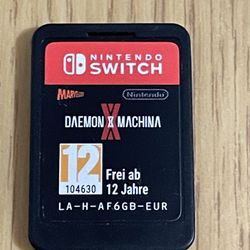 NINTENDO
SWITCH
MARVELOUS
Nintendo
DAEMON X MACHINA
12
104630
Frei ab
12 Jahre
LA-H-AF6GB-EUR